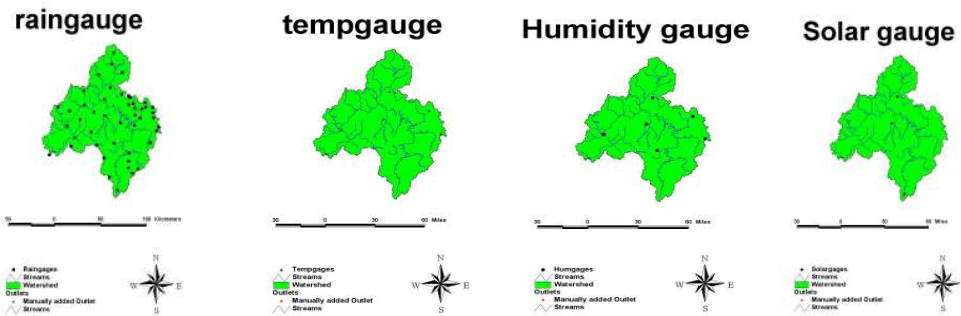 raingauge
50 0 50 100 Kilometers
Raingages
Streams
Watershed
Outlets
Manually added Outlet
Streams
N
W E
S
tempgauge
30 0 30 60 Miles
Tempgages
Streams
Watershed
Outlets
Manually added Outlet
Streams
N
W E
S
Humidity gauge
30 0 30 60 Miles
Humgages
Streams
Watershed
Outlets
Manually added Outlet
Streams
N
W E
S
Solar gauge
30 0 30 60 Miles
Solargages
Streams
Watershed
Outlets
Manually added Outlet
Streams
N
W E
S